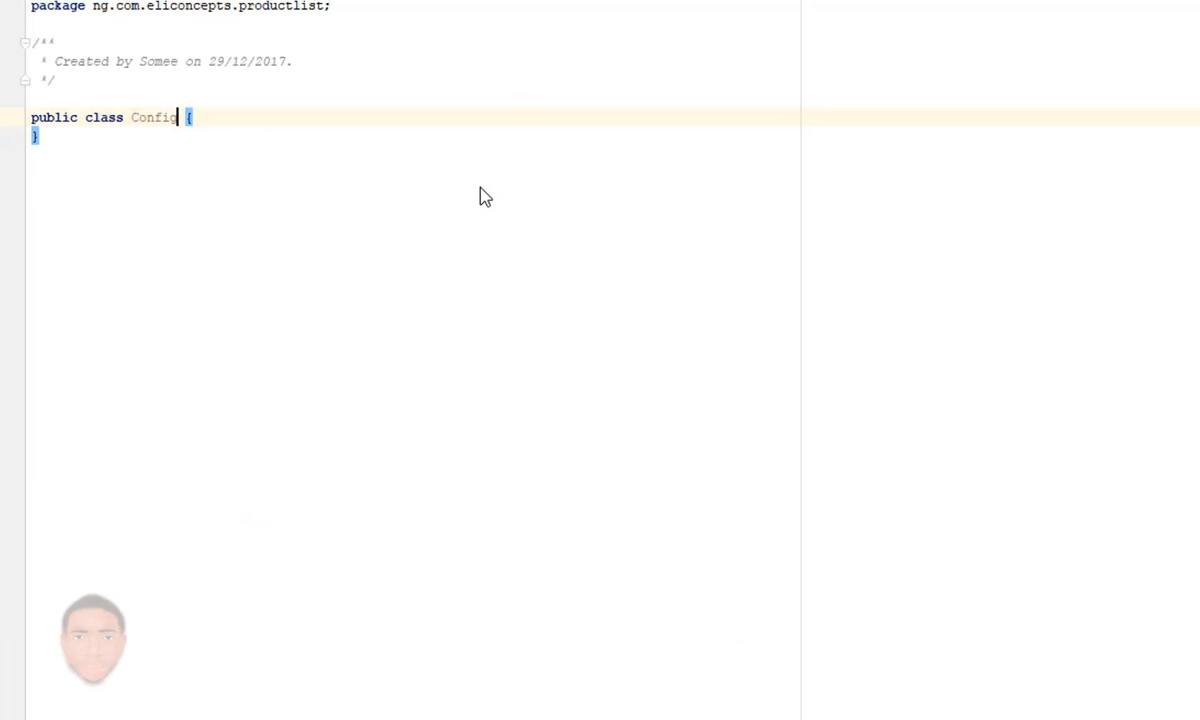 package ng.com.eliconcepts.productlist;
/**
* Created by Somee on 29/12/2017.
*/
public class Config {
}